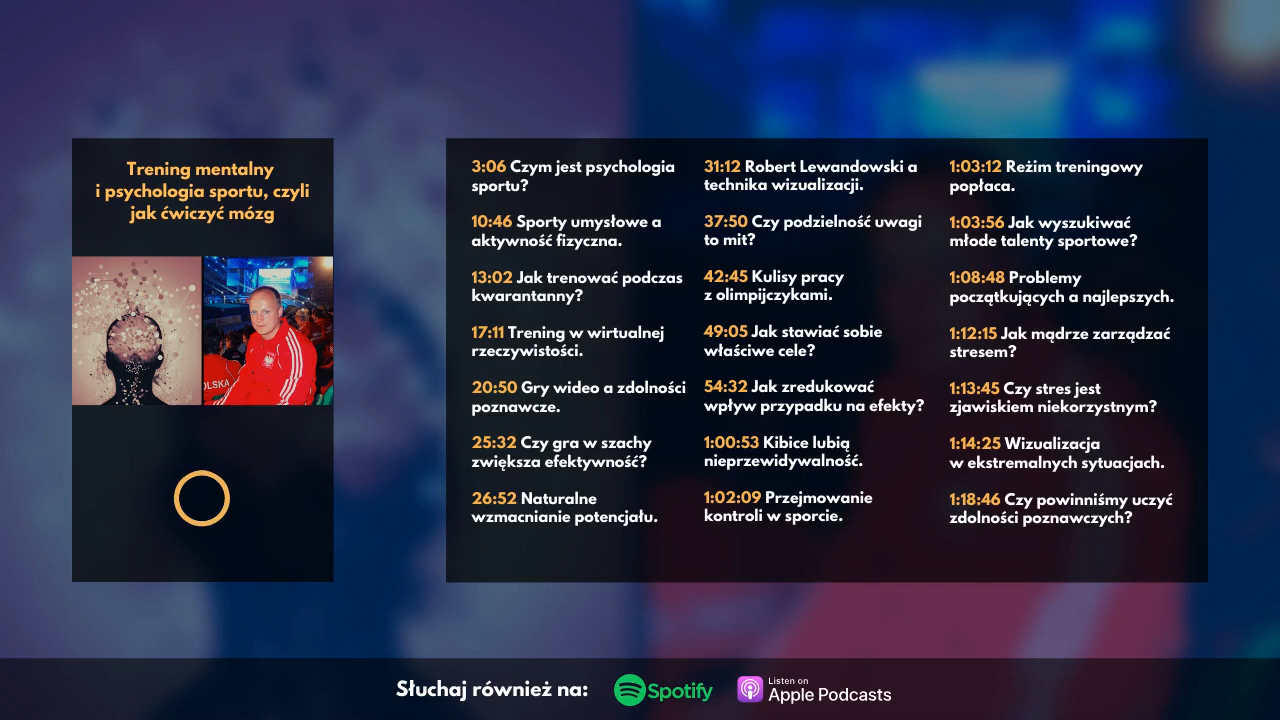 Trening mentalny
i psychologia sportu, czyli
jak ćwiczyć mózg
OLSKA
3:06 Czym jest psychologia
sportu?
10:46 Sporty umysłowe a
aktywność fizyczna.
13:02 Jak trenować podczas
kwarantanny?
17:11 Trening w wirtualnej
rzeczywistości.
20:50 Gry wideo a zdolności
poznawcze.
25:32 Czy gra w szachy
zwiększa efektywność?
26:52 Naturalne
wzmacnianie potencjału.
31:12 Robert Lewandowski a
technika wizualizacji.
37:50 Czy podzielność uwagi
to mit?
42:45 Kulisy pracy
z olimpijczykami.
49:05 Jak stawiać sobie
właściwe cele?
54:32 Jak zredukować
wpływ przypadku na efekty?
1:00:53 Kibice lubią
nieprzewidywalność.
1:02:09 Przejmowanie
kontroli w sporcie.
1:03:12 Reżim treningowy
popłaca.
1:03:56 Jak wyszukiwać
młode talenty sportowe?
1:08:48 Problemy
początkujących a najlepszych.
1:12:15 Jak mądrze zarządzać
stresem?
1:13:45 Czy stres jest
zjawiskiem niekorzystnym?
1:14:25 Wizualizacja
w ekstremalnych sytuacjach.
1:18:46 Czy powinniśmy uczyć
zdolności poznawczych?
Słuchaj również na:
Spotify
Listen on
Apple Podcasts